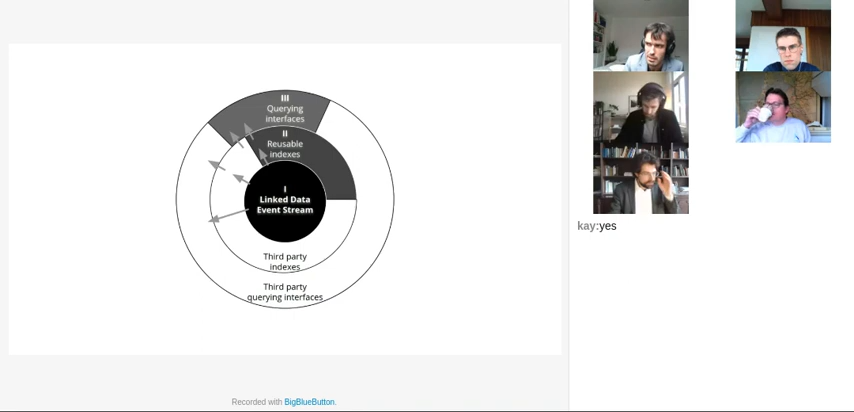 III
Querying
interfaces
II
Reusable
indexes
I
Linked Data
Event Stream
Third party
indexes
Third party
querying interfaces
kay:yes
Recorded with BigBlueButton.